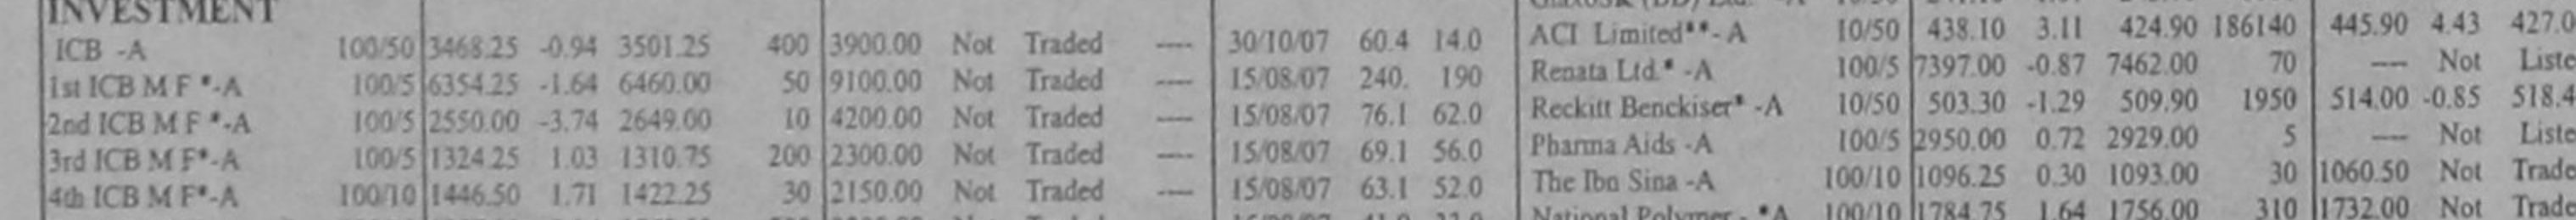 INVESTMENT
ICB -A 100/50 3468.25 -0.94 3501.25 400 3900.00 Not Traded ---- 30/10/07 60.4 14.0
1st ICB M F *-A 100/5 6354.25 -1.64 6460.00 50 9100.00 Not Traded ---- 15/08/07 240. 190
2nd ICB M F *-A 100/5 2550.00 -3.74 2649.00 10 4200.00 Not Traded ---- 15/08/07 76.1 62.0
3rd ICB M F*-A 100/5 1324.25 1.03 1310.75 200 2300.00 Not Traded ---- 15/08/07 69.1 56.0
4th ICB M F*-A 100/10 1446.50 1.71 1422.25 30 2150.00 Not Traded ---- 15/08/07 63.1 52.0
ACI Limited**-A 10/50 438.10 3.11 424.90 186140 445.90 4.43 427.0
Renata Ltd.* -A 100/5 7397.00 -0.87 7462.00 70 ---- Not Liste
Reckitt Benckiser* -A 10/50 503.30 -1.29 509.90 1950 514.00 -0.85 518.4
Pharma Aids -A 100/5 2950.00 0.72 2929.00 5 ---- Not Liste
The Ibn Sina -A 100/10 1096.25 0.30 1093.00 30 1060.50 Not Trade
National Polymer - *A 100/10 1784.75 1.64 1756.00 310 1732.00 Not Trade